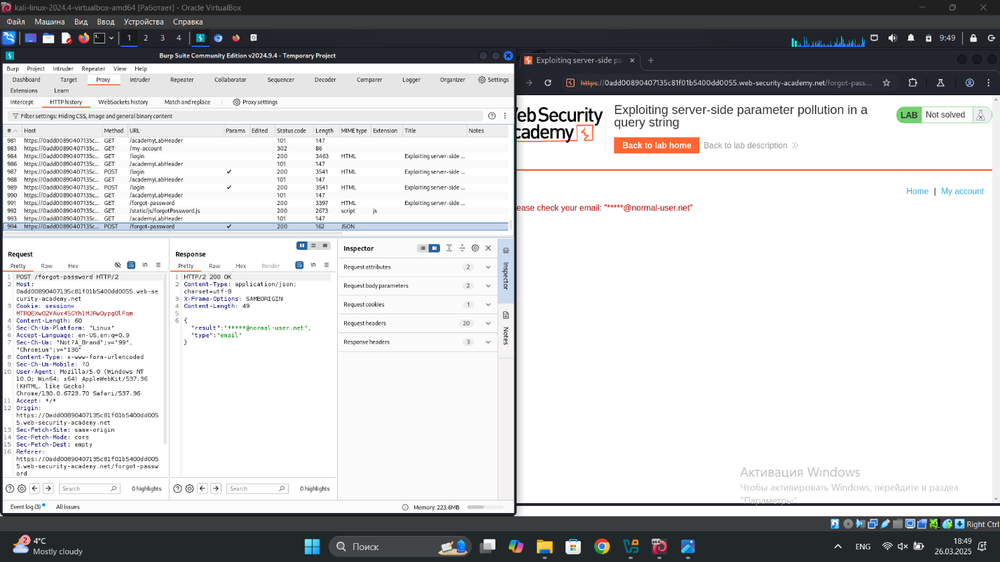 kali-linux-2024.4-virtualbox-amd64 [Работает] - Oracle VirtualBox
Файл Машина Вид Ввод Устройства Справка
1 2 3 4 9:49
Burp Suite Community Edition v2024.9.4 - Temporary Project
Burp Project Intruder Repeater View Help
Dashboard Target Proxy Intruder Repeater Collaborator Sequencer Decoder Comparer Logger Organizer Settings
Extensions Learn
Intercept HTTP history WebSockets history Match and replace Proxy settings
Filter settings: Hiding CSS, image and general binary content
# Host Method URL Params Edited Status code Length MIME type Extension Title Notes
981 https://0add00890407135c... GET /academyLabHeader 101 147
983 https://0add00890407135c... GET /my-account 302 86
984 https://0add00890407135c... GET /login 200 3463 HTML Exploiting server-side ...
986 https://0add00890407135c... GET /academyLabHeader 101 147
987 https://0add00890407135c... POST /login ✓ 200 3541 HTML Exploiting server-side ...
988 https://0add00890407135c... GET /academyLabHeader 101 147
989 https://0add00890407135c... POST /login ✓ 200 3541 HTML Exploiting server-side ...
990 https://0add00890407135c... GET /academyLabHeader 101 147
991 https://0add00890407135c... GET /forgot-password 200 3397 HTML Exploiting server-side ...
992 https://0add00890407135c... GET /static/js/forgotPassword.js 200 2673 script js
993 https://0add00890407135c... GET /academyLabHeader 101 147
994 https://0add00890407135c... POST /forgot-password ✓ 200 162 JSON
Request
Pretty Raw Hex \n
1 POST /forgot-password HTTP/2
2 Host:
0add00890407135c81f01b5400dd0055.web-se
curity-academy.net
3 Cookie: session=
4 Content-Length: 60
5 Sec-Ch-Ua-Platform: "Linux"
6 Accept-Language: en-US,en;q=0.9
7 Sec-Ch-Ua: "Not?A_Brand";v="99",
"Chromium";v="130"
8 Content-Type: x-www-form-urlencoded
9 Sec-Ch-Ua-Mobile: ?0
10 User-Agent: Mozilla/5.0 (Windows NT
10.0; Win64; x64) AppleWebKit/537.36
(KHTML, like Gecko)
Chrome/130.0.6723.70 Safari/537.36
11 Accept: */*
12 Origin:
https://0add00890407135c81f01b5400dd005
5.web-security-academy.net
13 Sec-Fetch-Site: same-origin
14 Sec-Fetch-Mode: cors
15 Sec-Fetch-Dest: empty
16 Referer:
https://0add00890407135c81f01b5400dd005
5.web-security-academy.net/forgot-passw
ord
Search 0 highlights
Response
Pretty Raw Hex Render \n
1 HTTP/2 200 OK
2 Content-Type: application/json;
charset=utf-8
3 X-Frame-Options: SAMEORIGIN
4 Content-Length: 49
5
6 {
"result":"*****@normal-user.net",
"type":"email"
}
Search 0 highlights
Inspector
Request attributes 2
Request body parameters 2
Request cookies 1
Request headers 20
Response headers 3
Inspector
Notes
Event log (3) All issues Memory: 223.6MB
Exploiting server-side pa
https://0add00890407135c81f01b5400dd0055.web-security-academy.net/forgot-pass...
Web Security
Academy
Exploiting server-side parameter pollution in a
query string
Back to lab home Back to lab description
LAB Not solved
Home | My account
ease check your email: "*****@normal-user.net"
Активация Windows
Чтобы активировать Windows, перейдите в раздел
"Параметры".
Right Ctrl
2
4°C
Mostly cloudy
Поиск
ENG
18:49
26.03.2025